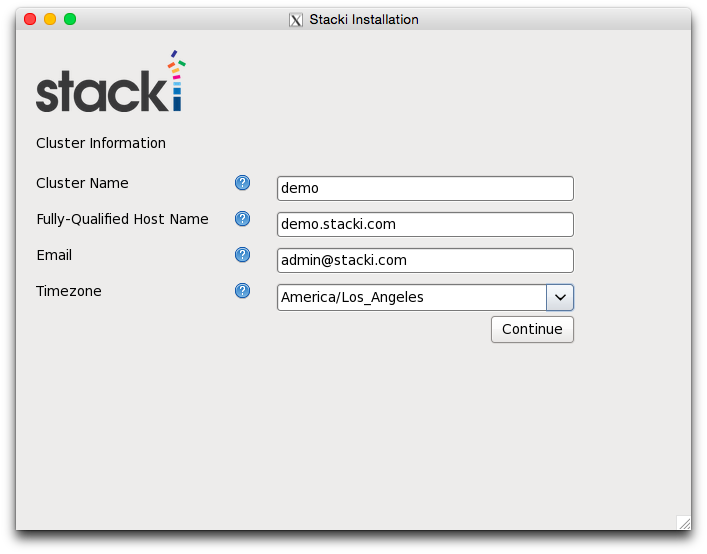 Stacki Installation
stacki
Cluster Information
Cluster Name ? demo
Fully-Qualified Host Name ? demo.stacki.com
Email ? admin@stacki.com
Timezone ? America/Los_Angeles
Continue